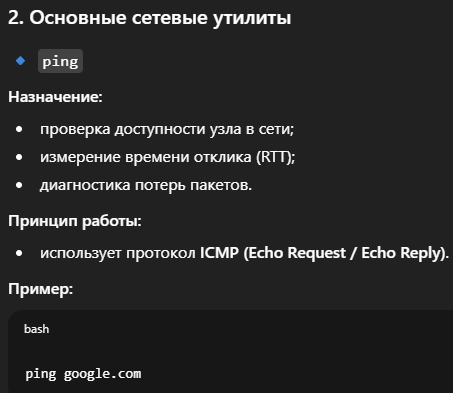 2. Основные сетевые утилиты
ping
Назначение:
• проверка доступности узла в сети;
• измерение времени отклика (RTT);
• диагностика потерь пакетов.
Принцип работы:
• использует протокол ICMP (Echo Request / Echo Reply).
Пример:
bash
ping google.com